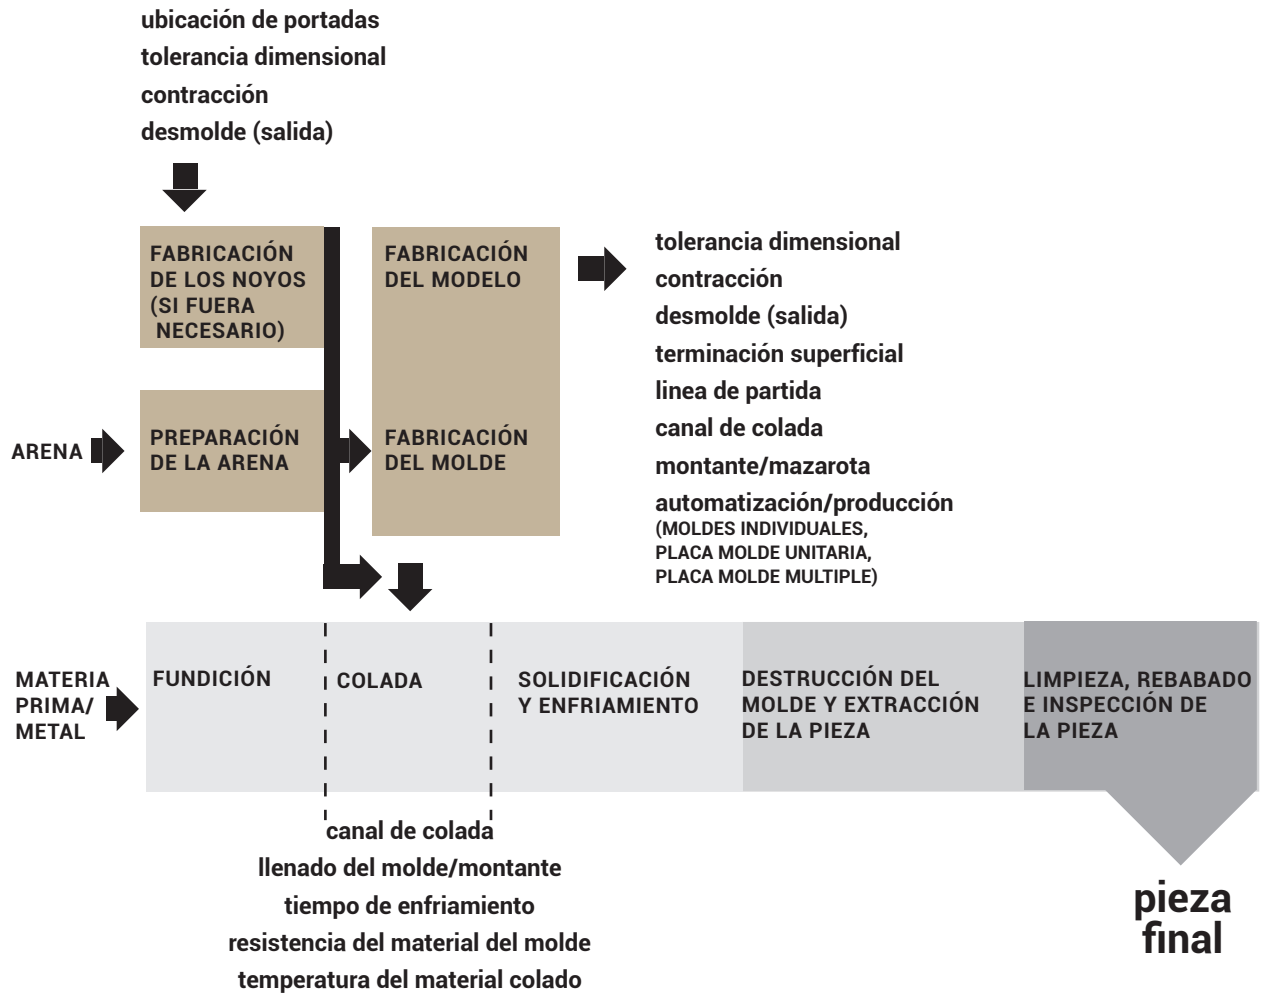 ubicación de portadas
tolerancia dimensional
contracción
desmolde (salida)
FABRICACIÓN
DE LOS NOYOS
(SI FUERA
NECESARIO)
FABRICACIÓN
DEL MODELO
tolerancia dimensional
contracción
desmolde (salida)
terminación superficial
linea de partida
canal de colada
montante/mazarota
automatización/producción
(MOLDES INDIVIDUALES,
PLACA MOLDE UNITARIA,
PLACA MOLDE MULTIPLE)
ARENA
PREPARACIÓN
DE LA ARENA
FABRICACIÓN
DEL MOLDE
MATERIA
PRIMA/
METAL
FUNDICIÓN
COLADA
SOLIDIFICACIÓN
Y ENFRIAMIENTO
DESTRUCCIÓN DEL
MOLDE Y EXTRACCIÓN
DE LA PIEZA
LIMPIEZA, REBABADO
E INSPECCIÓN DE
LA PIEZA
canal de colada
llenado del molde/montante
tiempo de enfriamiento
resistencia del material del molde
temperatura del material colado
pieza
final